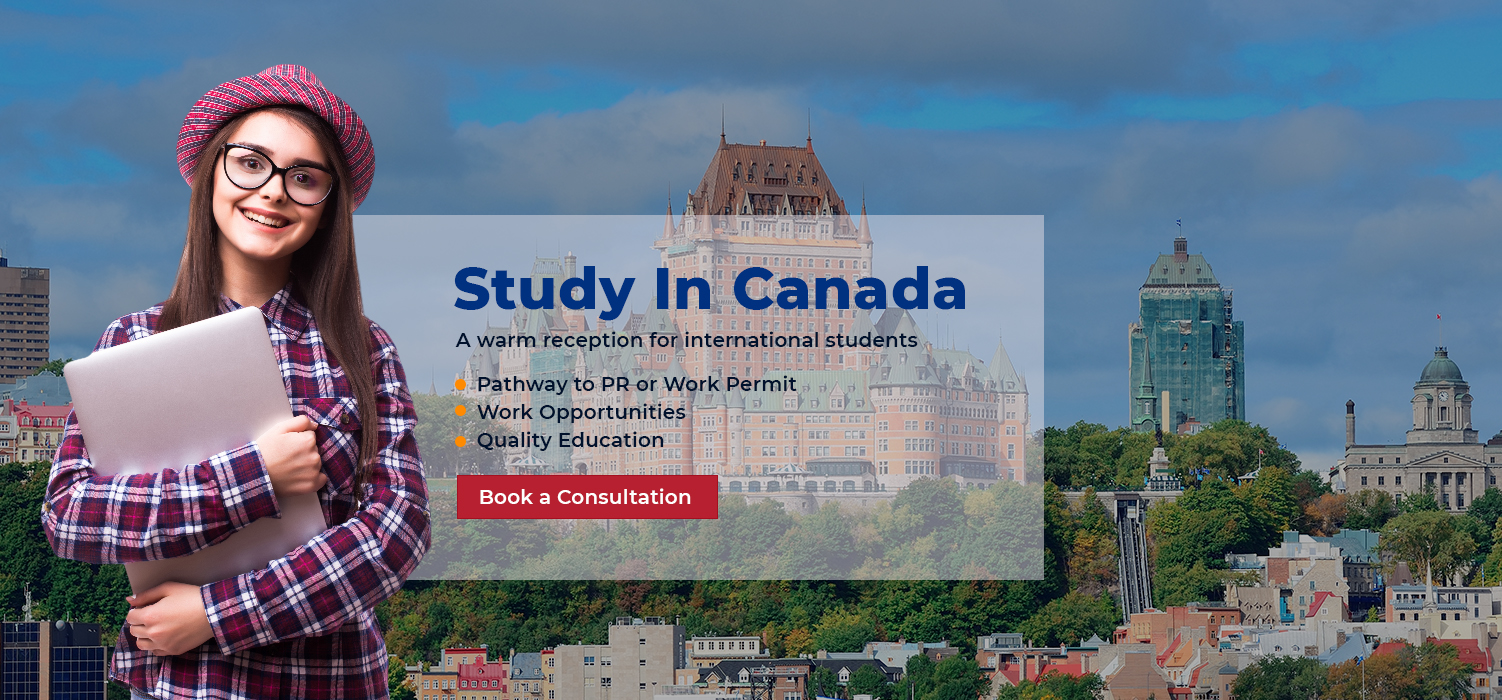 Study In Canada
A warm reception for international students
Pathway to PR or Work Permit
Work Opportunities
Quality Education
Book a Consultation